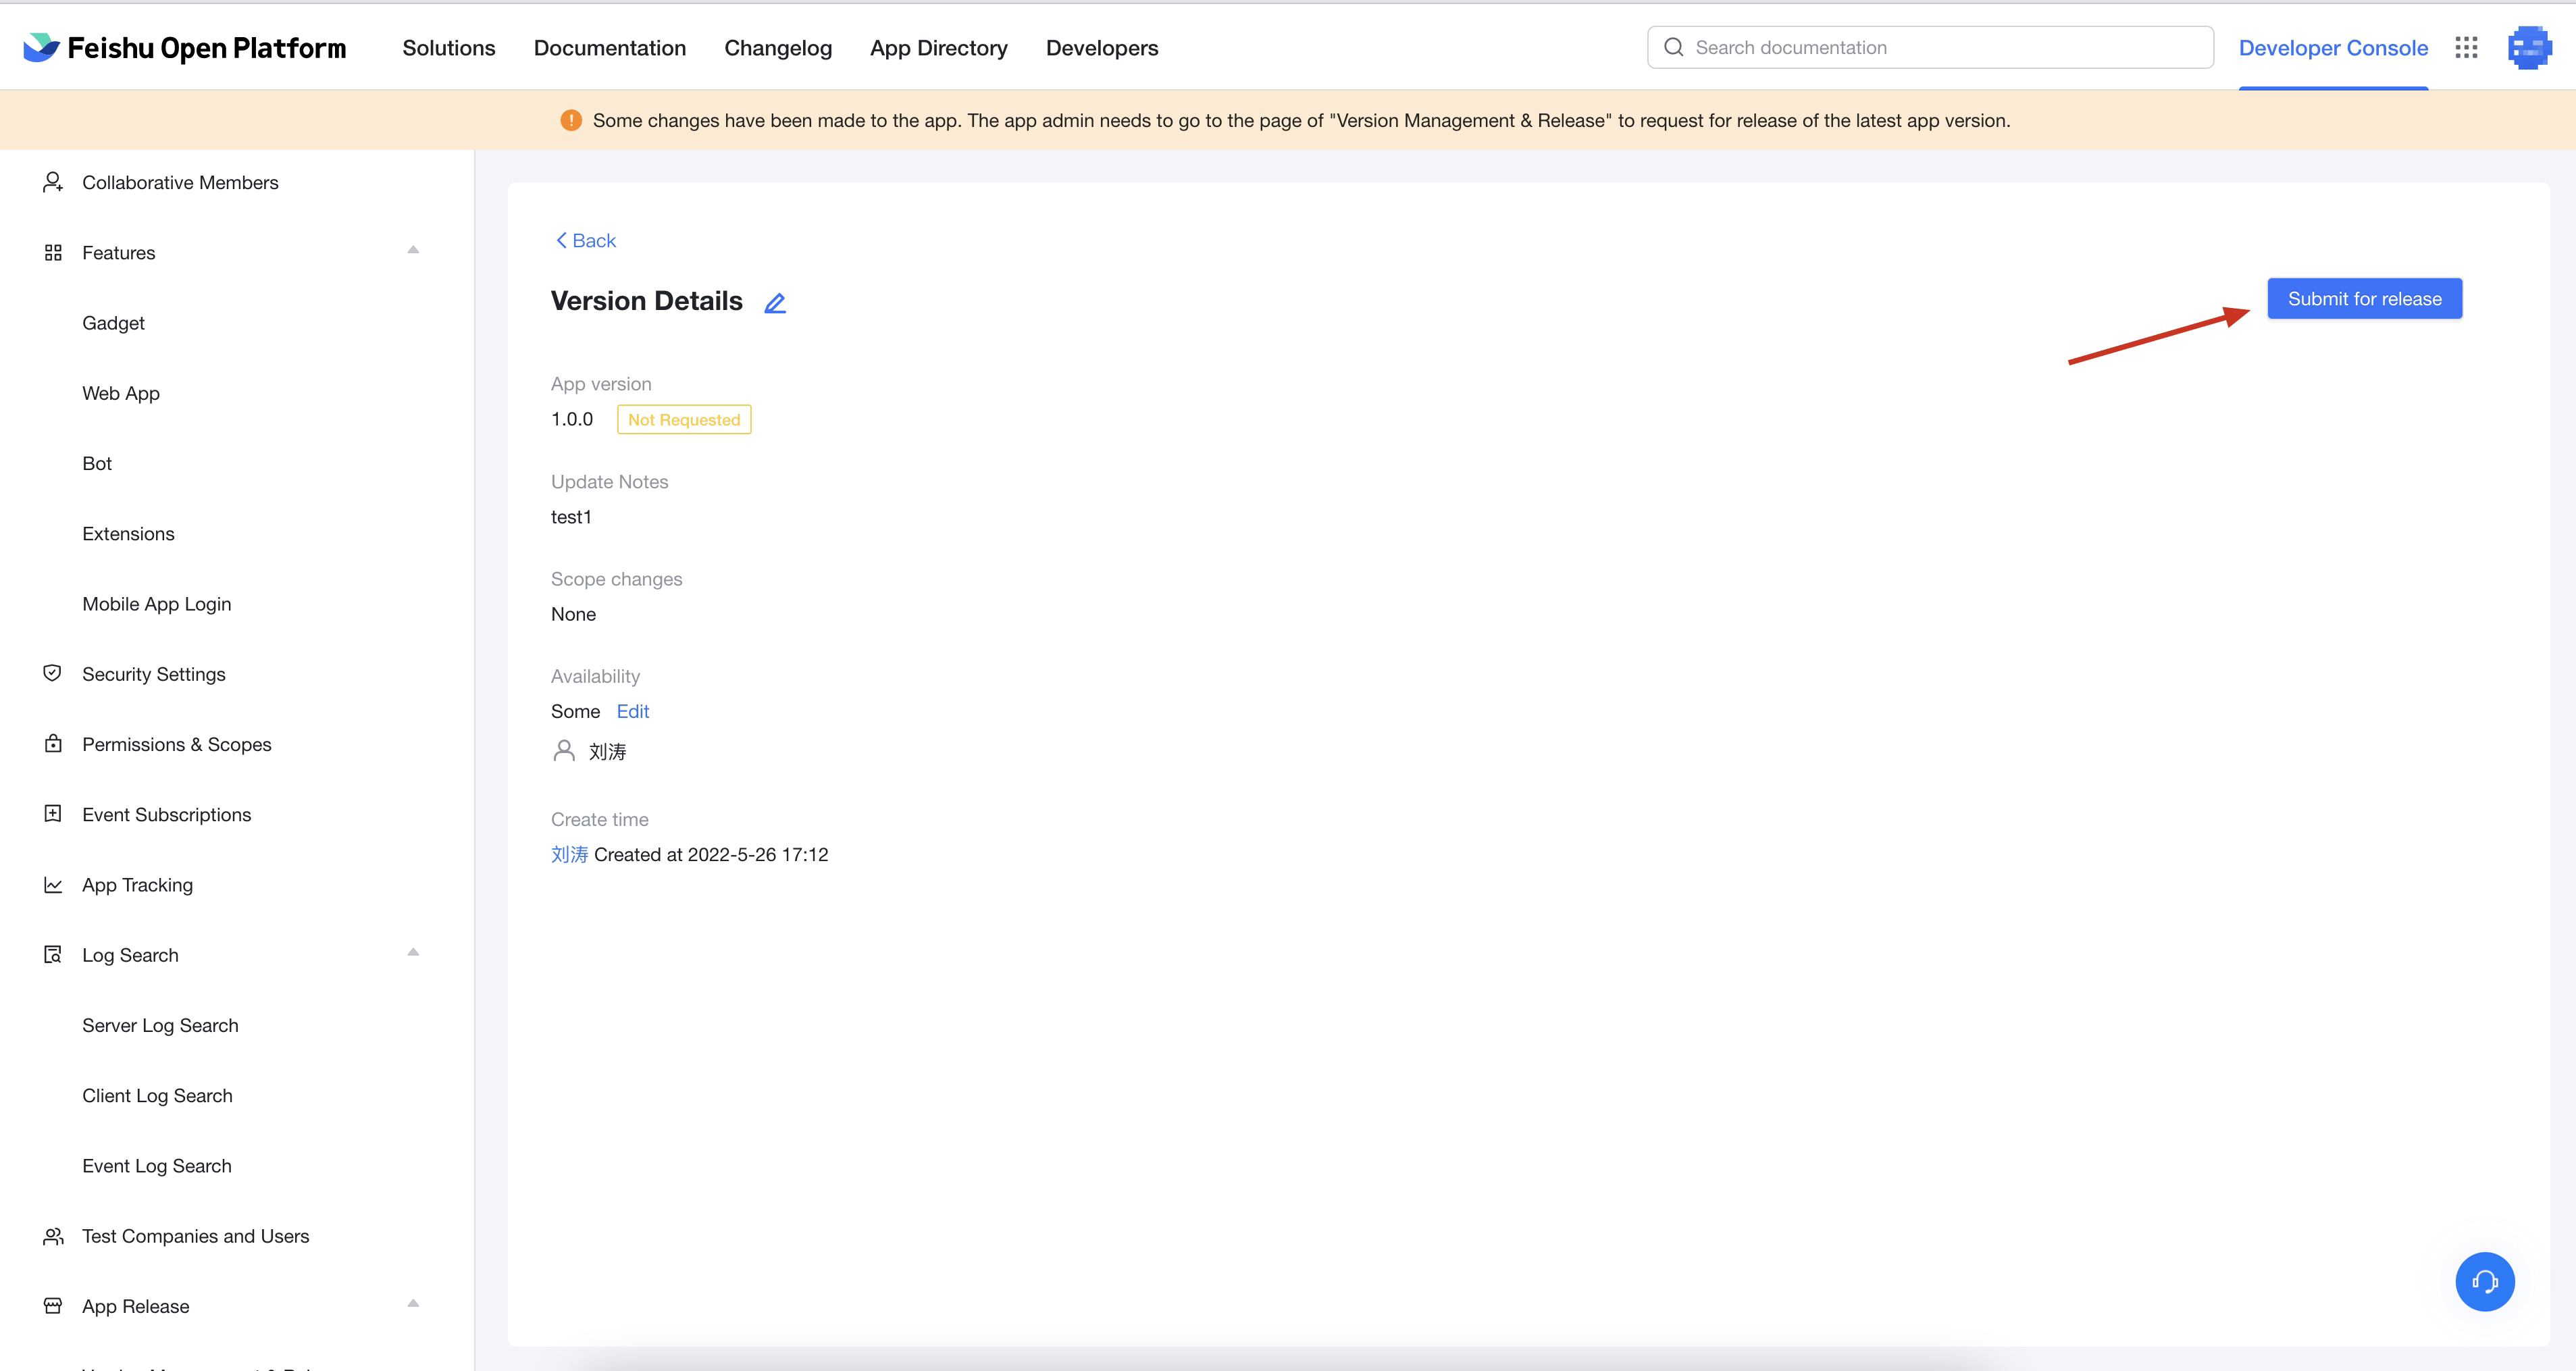 Feishu Open Platform
Solutions
Documentation
Changelog
App Directory
Developers
Search documentation
Developer Console
Some changes have been made to the app. The app admin needs to go to the page of "Version Management & Release" to request for release of the latest app version.
Collaborative Members
Features
Gadget
Web App
Bot
Extensions
Mobile App Login
Security Settings
Permissions & Scopes
Event Subscriptions
App Tracking
Log Search
Server Log Search
Client Log Search
Event Log Search
Test Companies and Users
App Release
Back
Version Details
Submit for release
App version
1.0.0 Not Requested
Update Notes
test1
Scope changes
None
Availability
Some Edit
刘涛
Create time
刘涛 Created at 2022-5-26 17:12